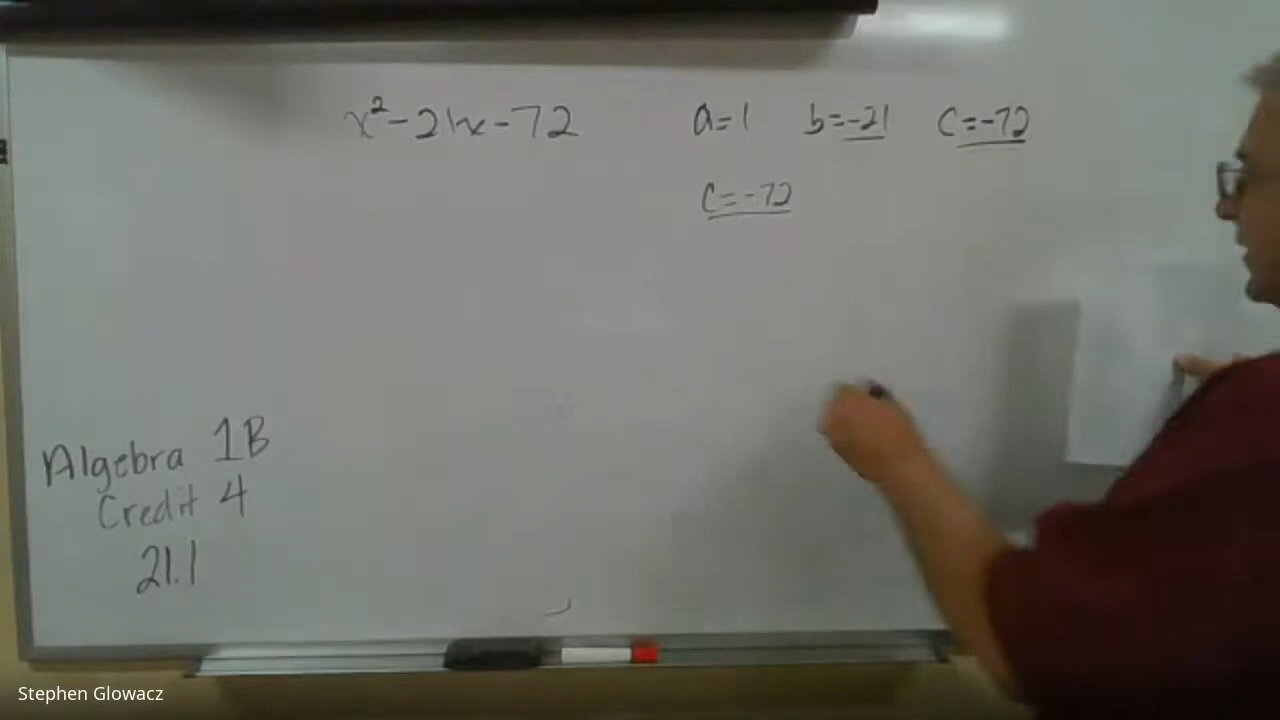 x²-21x-72 a=1 b=-21 c=-72
c=-72
Algebra 1B
Credit 4
21.1
Stephen Glowacz